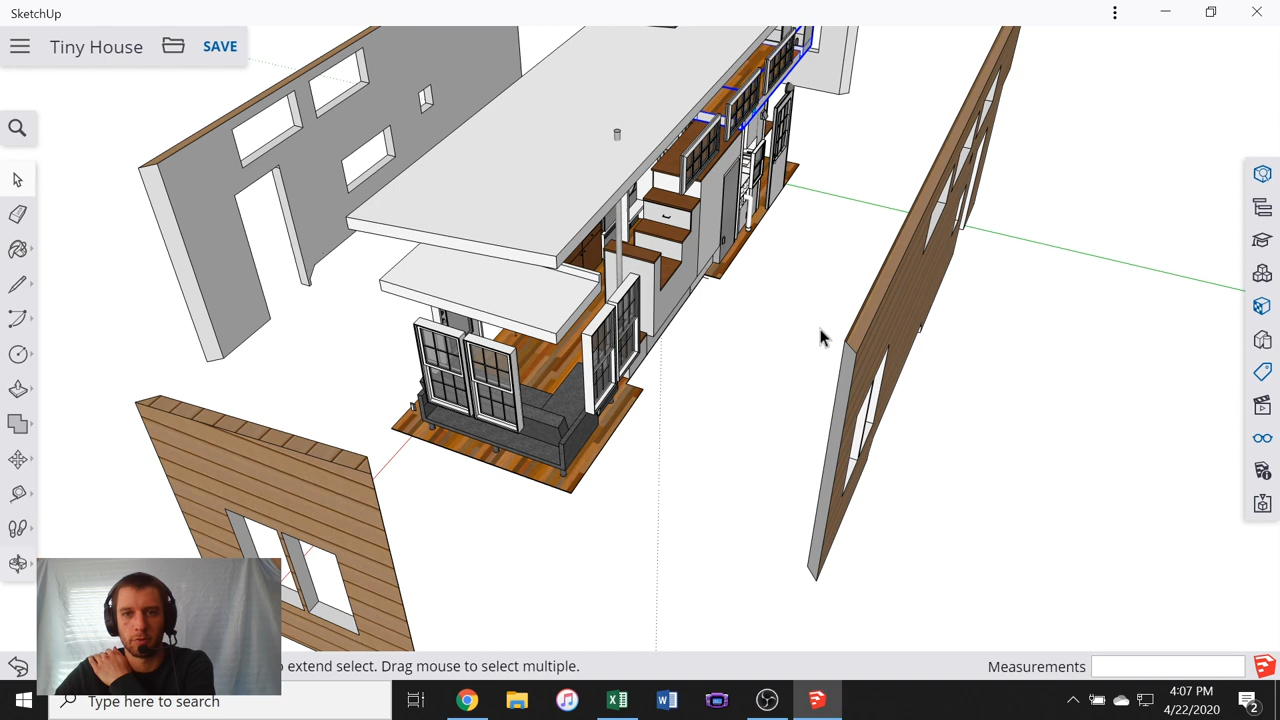 SketchUp
Tiny House
SAVE
o extend select. Drag mouse to select multiple.
Measurements
Type here to search
4:07 PM
4/22/2020
2